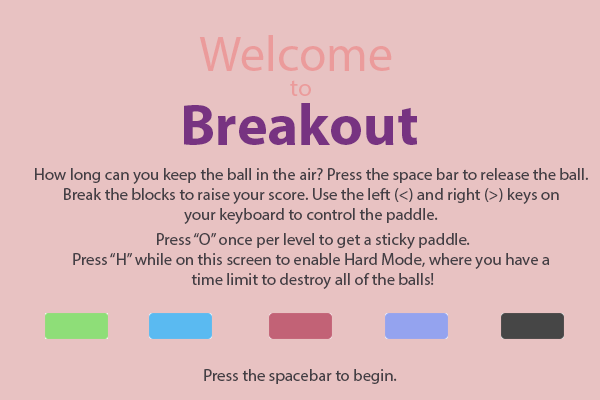 Welcome
to
Breakout
How long can you keep the ball in the air? Press the space bar to release the ball.
Break the blocks to raise your score. Use the left (<) and right (>) keys on
your keyboard to control the paddle.
Press “O” once per level to get a sticky paddle.
Press “H” while on this screen to enable Hard Mode, where you have a
time limit to destroy all of the balls!
Press the spacebar to begin.